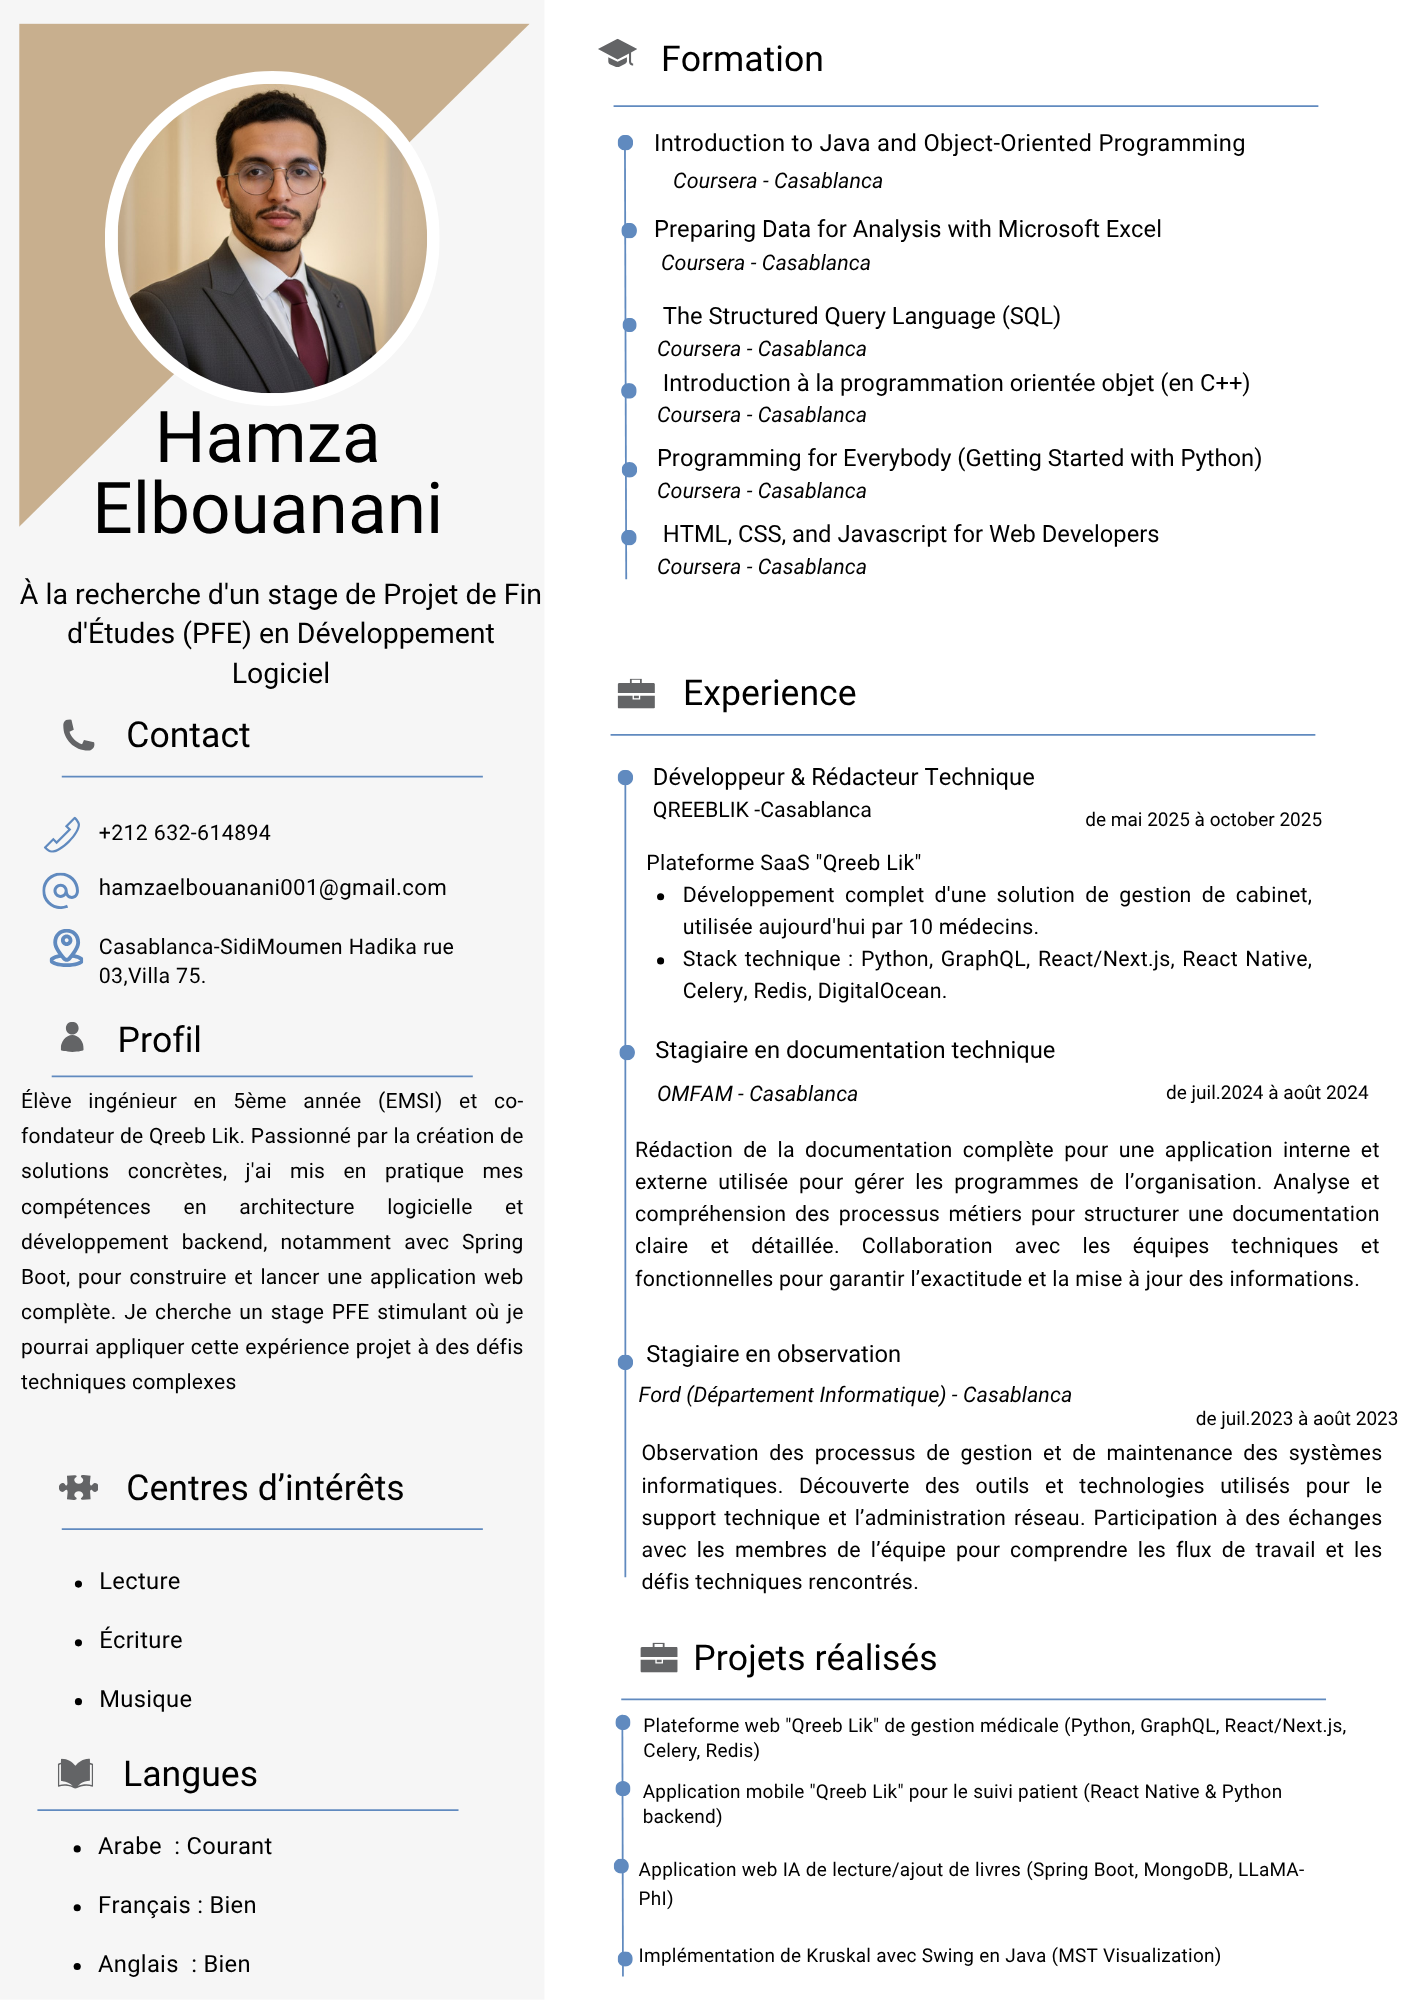 Hamza
Elbouanani
À la recherche d'un stage de Projet de Fin
d'Études (PFE) en Développement
Logiciel
Contact
+212 632-614894
hamzaelbouanani001@gmail.com
Casablanca-SidiMoumen Hadika rue
03,Villa 75.
Profil
Élève ingénieur en 5ème année (EMSI) et co-
fondateur de Qreeb Lik. Passionné par la création de
solutions concrètes, j'ai mis en pratique mes
compétences en architecture logicielle et
développement backend, notamment avec Spring
Boot, pour construire et lancer une application web
complète. Je cherche un stage PFE stimulant où je
pourrai appliquer cette expérience projet à des défis
techniques complexes
Centres d’intérêts
• Lecture
• Écriture
• Musique
Langues
• Arabe : Courant
• Français : Bien
• Anglais : Bien
Formation
Introduction to Java and Object-Oriented Programming
Coursera - Casablanca
Preparing Data for Analysis with Microsoft Excel
Coursera - Casablanca
The Structured Query Language (SQL)
Coursera - Casablanca
Introduction à la programmation orientée objet (en C++)
Coursera - Casablanca
Programming for Everybody (Getting Started with Python)
Coursera - Casablanca
HTML, CSS, and Javascript for Web Developers
Coursera - Casablanca
Experience
Développeur & Rédacteur Technique
QREEBLIK -Casablanca
de mai 2025 à october 2025
Plateforme SaaS "Qreeb Lik"
• Développement complet d'une solution de gestion de cabinet,
utilisée aujourd'hui par 10 médecins.
• Stack technique : Python, GraphQL, React/Next.js, React Native,
Celery, Redis, DigitalOcean.
Stagiaire en documentation technique
OMFAM - Casablanca
de juil.2024 à août 2024
Rédaction de la documentation complète pour une application interne et
externe utilisée pour gérer les programmes de l’organisation. Analyse et
compréhension des processus métiers pour structurer une documentation
claire et détaillée. Collaboration avec les équipes techniques et
fonctionnelles pour garantir l’exactitude et la mise à jour des informations.
Stagiaire en observation
Ford (Département Informatique) - Casablanca
de juil.2023 à août 2023
Observation des processus de gestion et de maintenance des systèmes
informatiques. Découverte des outils et technologies utilisés pour le
support technique et l’administration réseau. Participation à des échanges
avec les membres de l’équipe pour comprendre les flux de travail et les
défis techniques rencontrés.
Projets réalisés
Plateforme web "Qreeb Lik" de gestion médicale (Python, GraphQL, React/Next.js,
Celery, Redis)
Application mobile "Qreeb Lik" pour le suivi patient (React Native & Python
backend)
Application web IA de lecture/ajout de livres (Spring Boot, MongoDB, LLaMA-
PhI)
Implémentation de Kruskal avec Swing en Java (MST Visualization)